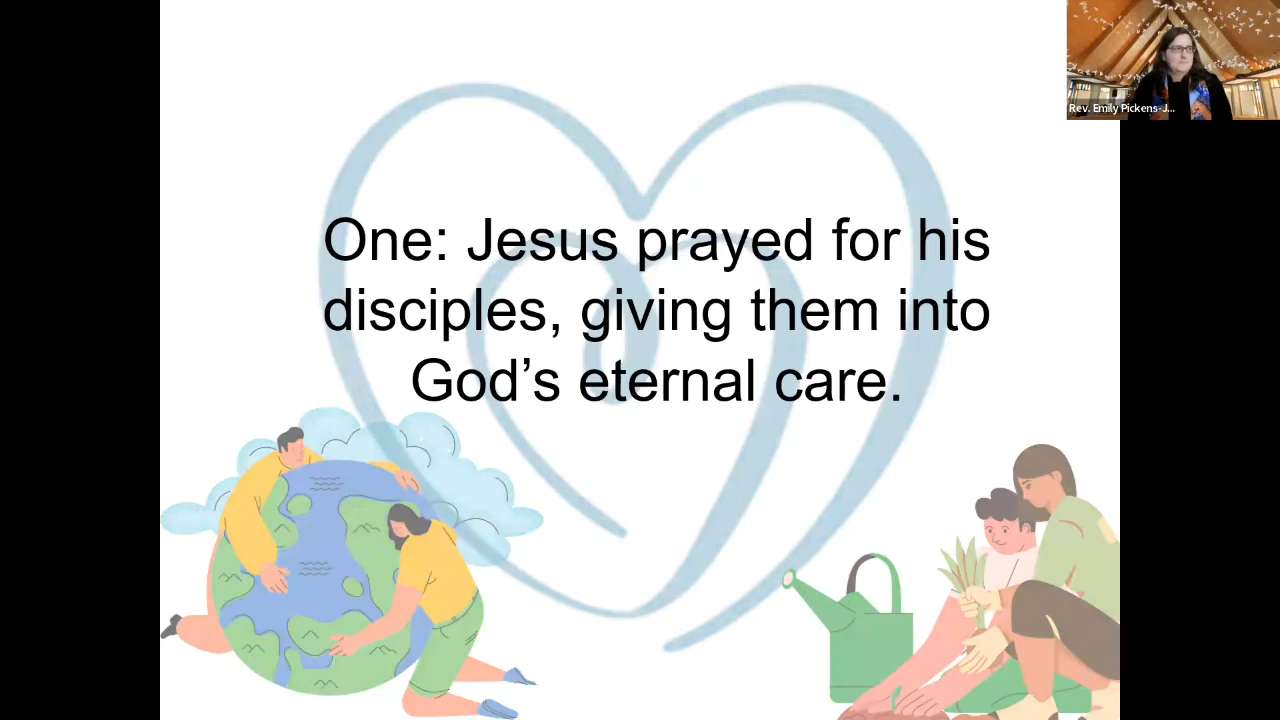 One: Jesus prayed for his
disciples, giving them into
God’s eternal care.
Rev. Emily Pickens-J...